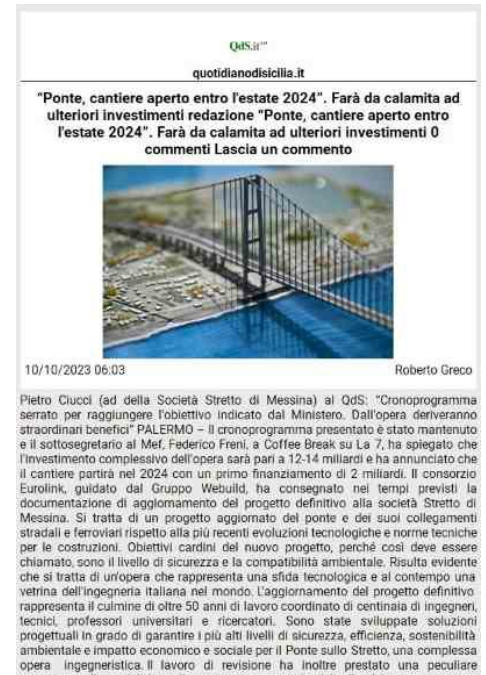 QdS.it
quotidianodisicilia.it
"Ponte, cantiere aperto entro l'estate 2024". Farà da calamita ad
ulteriori investimenti redazione "Ponte, cantiere aperto entro
l'estate 2024". Farà da calamita ad ulteriori investimenti 0
commenti Lascia un commento
10/10/2023 06:03
Roberto Greco
Pietro Ciucci (ad della Società Stretto di Messina) al QdS: "Cronoprogramma
serrato per raggiungere l'obiettivo indicato dal Ministero. Dall'opera deriveranno
straordinari benefici" PALERMO – Il cronoprogramma presentato è stato mantenuto
e il sottosegretario al Mef, Federico Freni, a Coffee Break su La 7, ha spiegato che
l'investimento complessivo dell'opera sarà pari a 12-14 miliardi e ha annunciato che
il cantiere partirà nel 2024 con un primo finanziamento di 2 miliardi. Il consorzio
Eurolink, guidato dal Gruppo Webuild, ha consegnato nei tempi previsti la
documentazione di aggiornamento del progetto definitivo alla società Stretto di
Messina. Si tratta di un progetto aggiornato del ponte e dei suoi collegamenti
stradali e ferroviari rispetto alla più recenti evoluzioni tecnologiche e norme tecniche
per le costruzioni. Obiettivi cardini del nuovo progetto, perché così deve essere
chiamato, sono il livello di sicurezza e la compatibilità ambientale. Risulta evidente
che si tratta di un'opera che rappresenta una sfida tecnologica e al contempo una
vetrina dell'ingegneria italiana nel mondo. L'aggiornamento del progetto definitivo
rappresenta il culmine di oltre 50 anni di lavoro coordinato di centinaia di ingegneri,
tecnici, professori universitari e ricercatori. Sono state sviluppate soluzioni
progettuali in grado di garantire i più alti livelli di sicurezza, efficienza, sostenibilità
ambientale e impatto economico e sociale per il Ponte sullo Stretto, una complessa
opera ingegneristica. Il lavoro di revisione ha inoltre prestato una peculiare